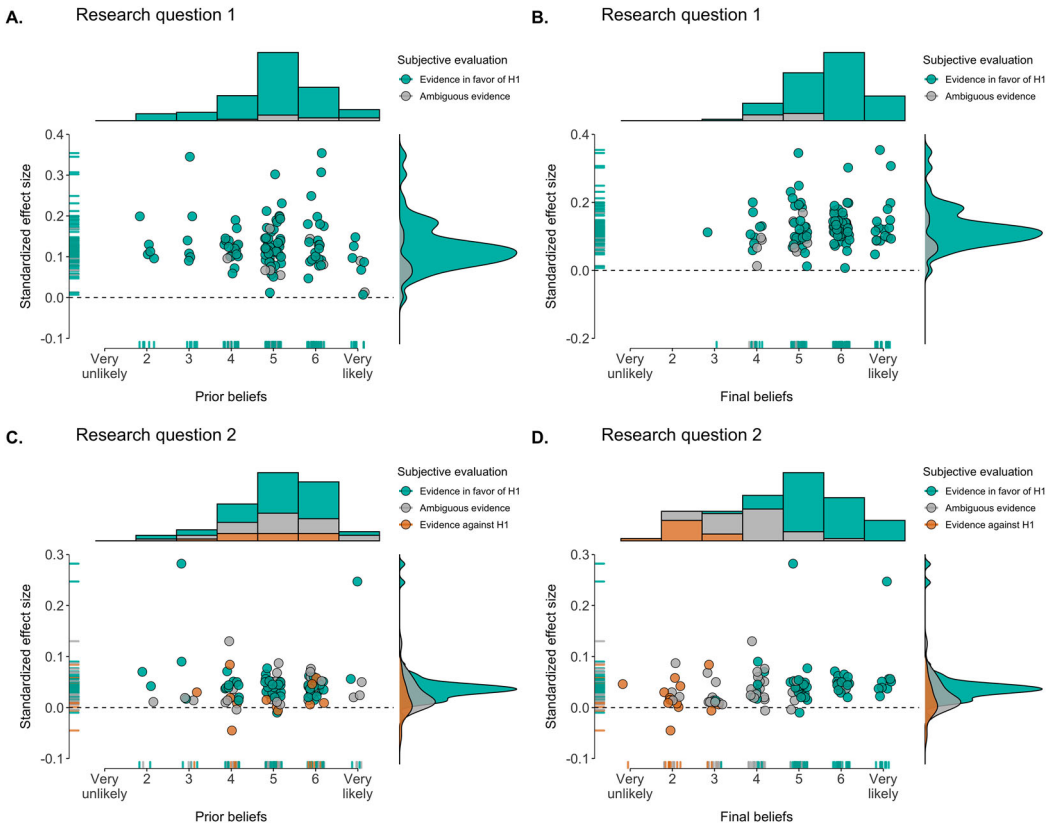 A.
Research question 1
Subjective evaluation
Evidence in favor of H1
Ambiguous evidence
0.4
0.3
0.2
0.1
0.0
-0.1
Standardized effect size
Very unlikely
2
3
4
5
6
Very likely
Prior beliefs
B.
Research question 1
Subjective evaluation
Evidence in favor of H1
Ambiguous evidence
0.4
0.2
0.0
-0.2
Standardized effect size
Very unlikely
2
3
4
5
6
Very likely
Final beliefs
C.
Research question 2
Subjective evaluation
Evidence in favor of H1
Ambiguous evidence
Evidence against H1
0.3
0.2
0.1
0.0
-0.1
Standardized effect size
Very unlikely
2
3
4
5
6
Very likely
Prior beliefs
D.
Research question 2
Subjective evaluation
Evidence in favor of H1
Ambiguous evidence
Evidence against H1
0.3
0.2
0.1
0.0
-0.1
Standardized effect size
Very unlikely
2
3
4
5
6
Very likely
Final beliefs